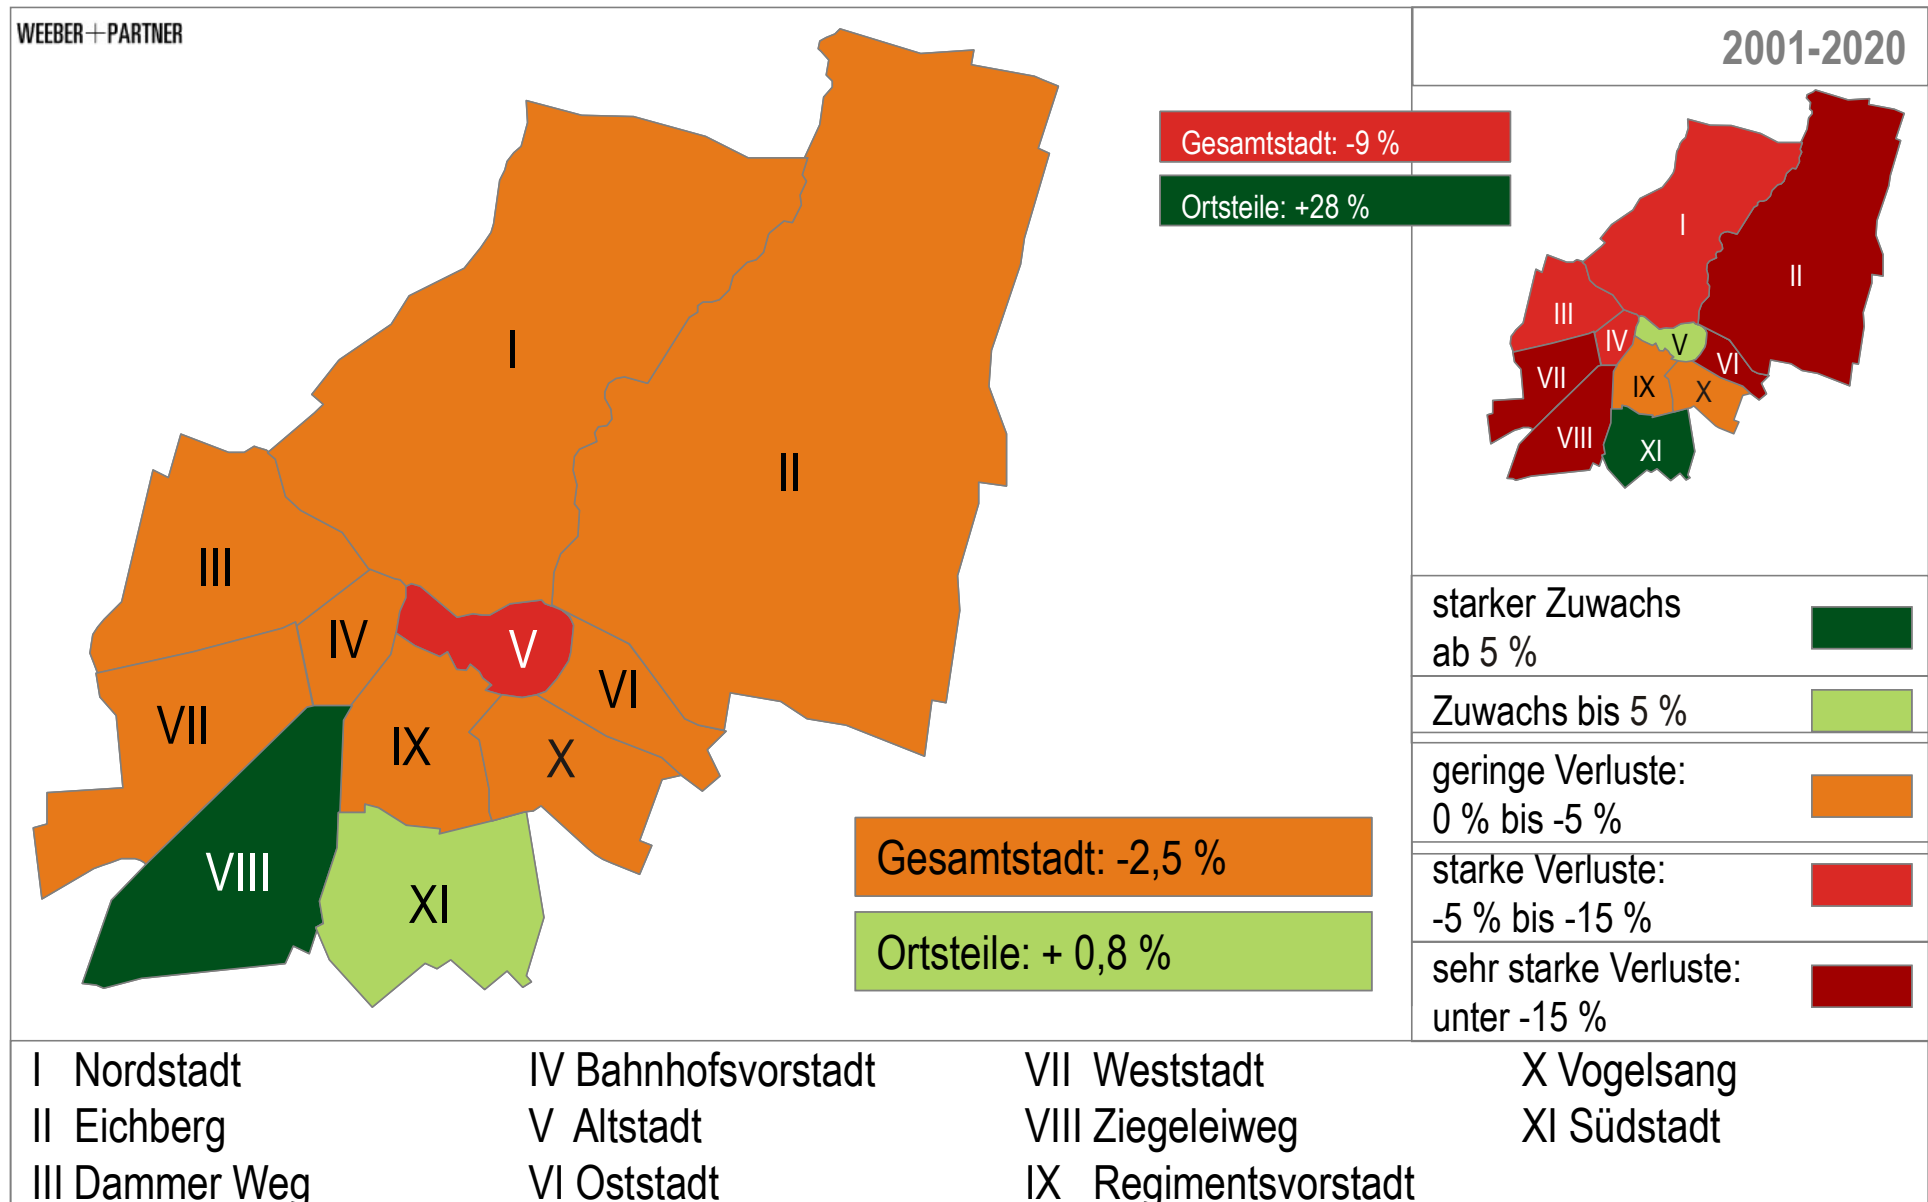 WEEBER+PARTNER
2001-2020
Gesamtstadt: -9 %
Ortsteile: +28 %
I
II
III
IV
V
VI
VII
VIII
IX
X
XI
I
II
III
IV
V
VI
VII
VIII
IX
X
XI
Gesamtstadt: -2,5 %
Ortsteile: + 0,8 %
starker Zuwachs
ab 5 %
Zuwachs bis 5 %
geringe Verluste:
0 % bis -5 %
starke Verluste:
-5 % bis -15 %
sehr starke Verluste:
unter -15 %
I Nordstadt
II Eichberg
III Dammer Weg
IV Bahnhofsvorstadt
V Altstadt
VI Oststadt
VII Weststadt
VIII Ziegeleiweg
IX Regimentsvorstadt
X Vogelsang
XI Südstadt